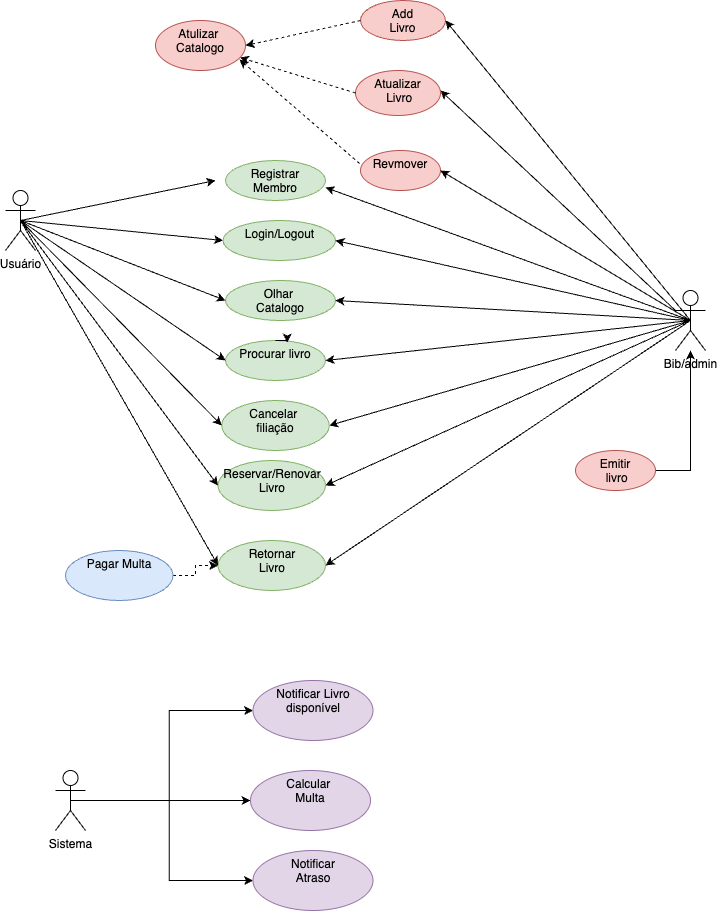 Add
Livro
Atulizar
Catalogo
Atualizar
Livro
Revmover
Registrar
Membro
Login/Logout
Usuário
Olhar
Catalogo
Procurar livro
Bib/admin
Cancelar
filiação
Reservar/Renovar
Livro
Emitir
livro
Retornar
Livro
Pagar Multa
Notificar Livro
disponível
Calcular
Multa
Sistema
Notificar
Atraso